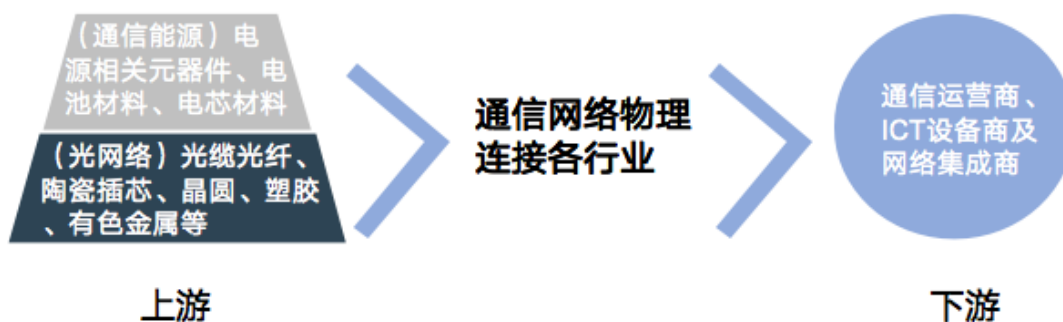 （通信能源）电
源相关元器件、电
池材料、电芯材料
（光网络）光缆光纤、
陶瓷插芯、晶圆、塑胶
、有色金属等
通信网络物理
连接各行业
通信运营商、
ICT设备商及
网络集成商
上游
下游